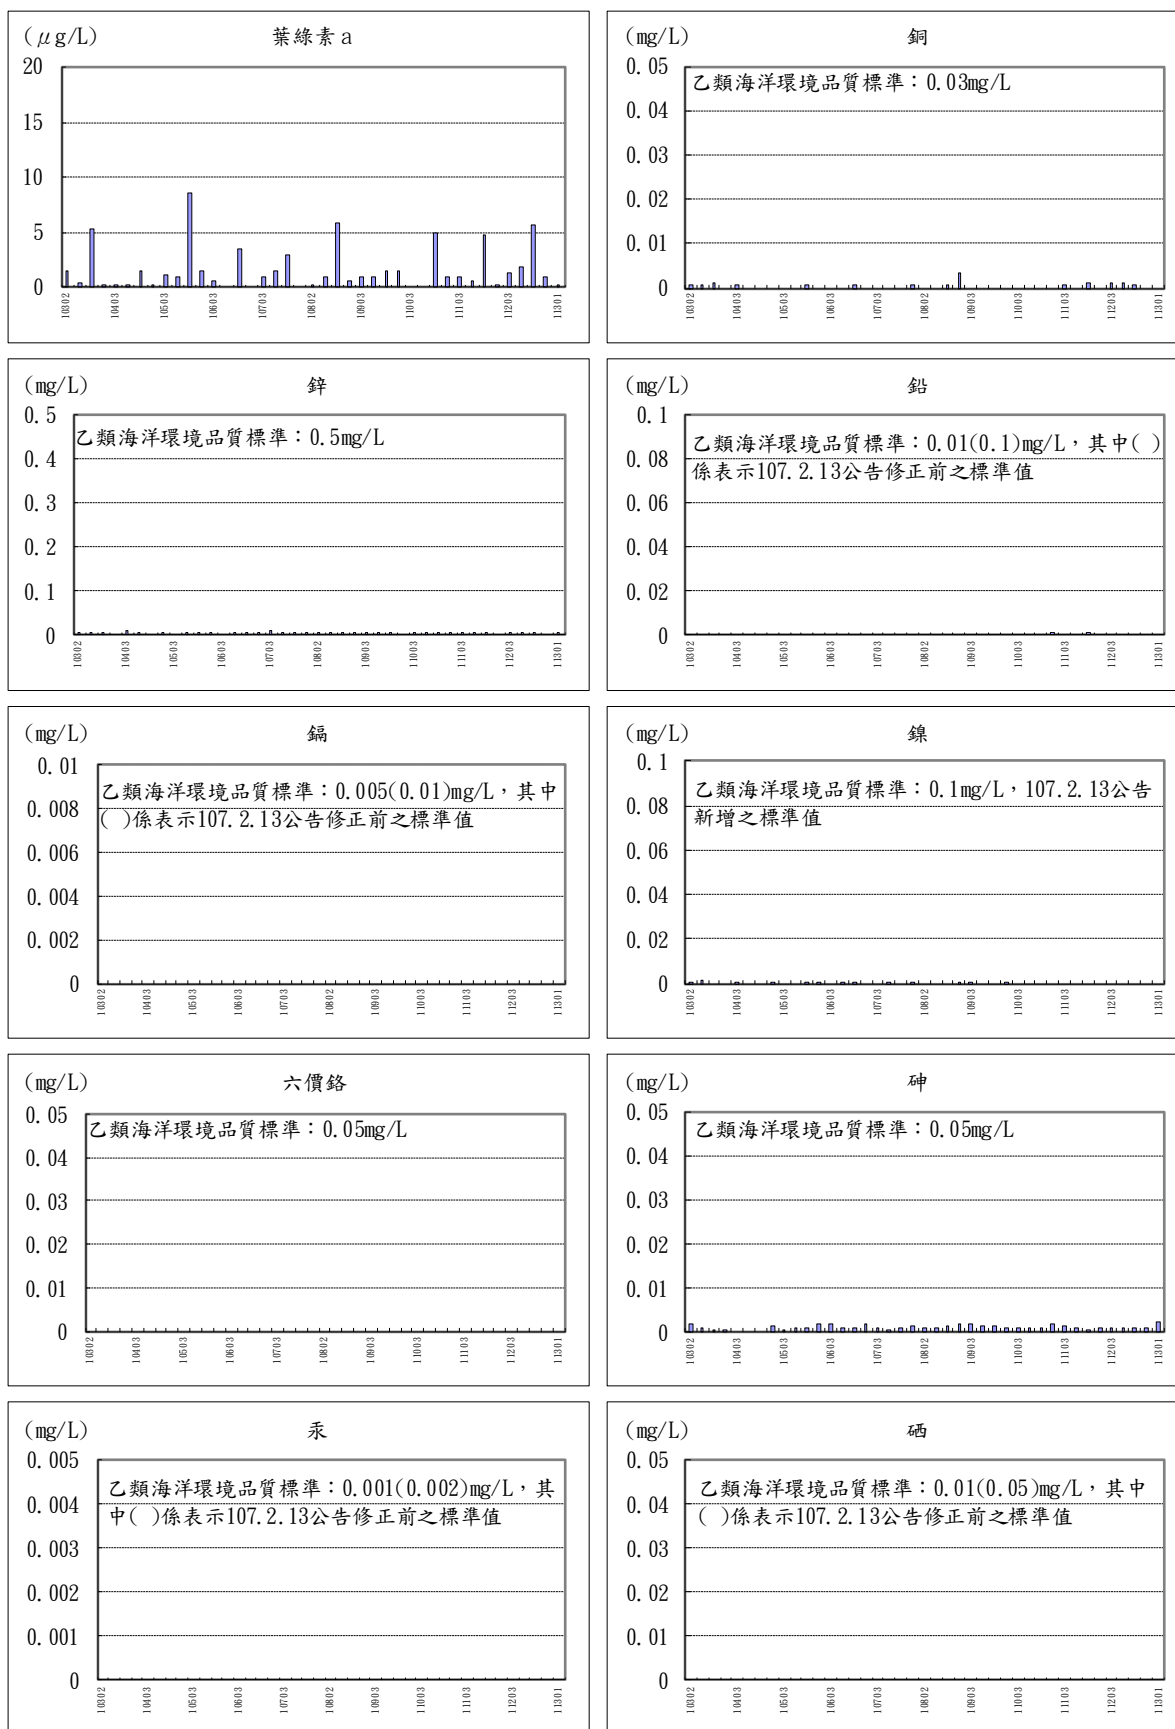 (μg/L) 葉綠素a
20
15
10
5
0
10302 10403 10503 10603 10703 10802 10903 11003 11103 11203 11301
(mg/L) 銅
0.05
乙類海洋環境品質標準：0.03mg/L
0.04
0.03
0.02
0.01
0
10302 10403 10503 10603 10703 10802 10903 11003 11103 11203 11301
(mg/L) 鋅
0.5
乙類海洋環境品質標準：0.5mg/L
0.4
0.3
0.2
0.1
0
10302 10403 10503 10603 10703 10802 10903 11003 11103 11203 11301
(mg/L) 鉛
0.1
乙類海洋環境品質標準：0.01(0.1)mg/L，其中( )
係表示107.2.13公告修正前之標準值
0.08
0.06
0.04
0.02
0
10302 10403 10503 10603 10703 10802 10903 11003 11103 11203 11301
(mg/L) 鎘
0.01
乙類海洋環境品質標準：0.005(0.01)mg/L，其中
( )係表示107.2.13公告修正前之標準值
0.008
0.006
0.004
0.002
0
10302 10403 10503 10603 10703 10802 10903 11003 11103 11203 11301
(mg/L) 鎳
0.1
乙類海洋環境品質標準：0.1mg/L，107.2.13公告
新增之標準值
0.08
0.06
0.04
0.02
0
10302 10403 10503 10603 10703 10802 10903 11003 11103 11203 11301
(mg/L) 六價鉻
0.05
乙類海洋環境品質標準：0.05mg/L
0.04
0.03
0.02
0.01
0
10302 10403 10503 10603 10703 10802 10903 11003 11103 11203 11301
(mg/L) 砷
0.05
乙類海洋環境品質標準：0.05mg/L
0.04
0.03
0.02
0.01
0
10302 10403 10503 10603 10703 10802 10903 11003 11103 11203 11301
(mg/L) 汞
0.005
乙類海洋環境品質標準：0.001(0.002)mg/L，其
中( )係表示107.2.13公告修正前之標準值
0.004
0.003
0.002
0.001
0
10302 10403 10503 10603 10703 10802 10903 11003 11103 11203 11301
(mg/L) 硒
0.05
乙類海洋環境品質標準：0.01(0.05)mg/L，其中
( )係表示107.2.13公告修正前之標準值
0.04
0.03
0.02
0.01
0
10302 10403 10503 10603 10703 10802 10903 11003 11103 11203 11301